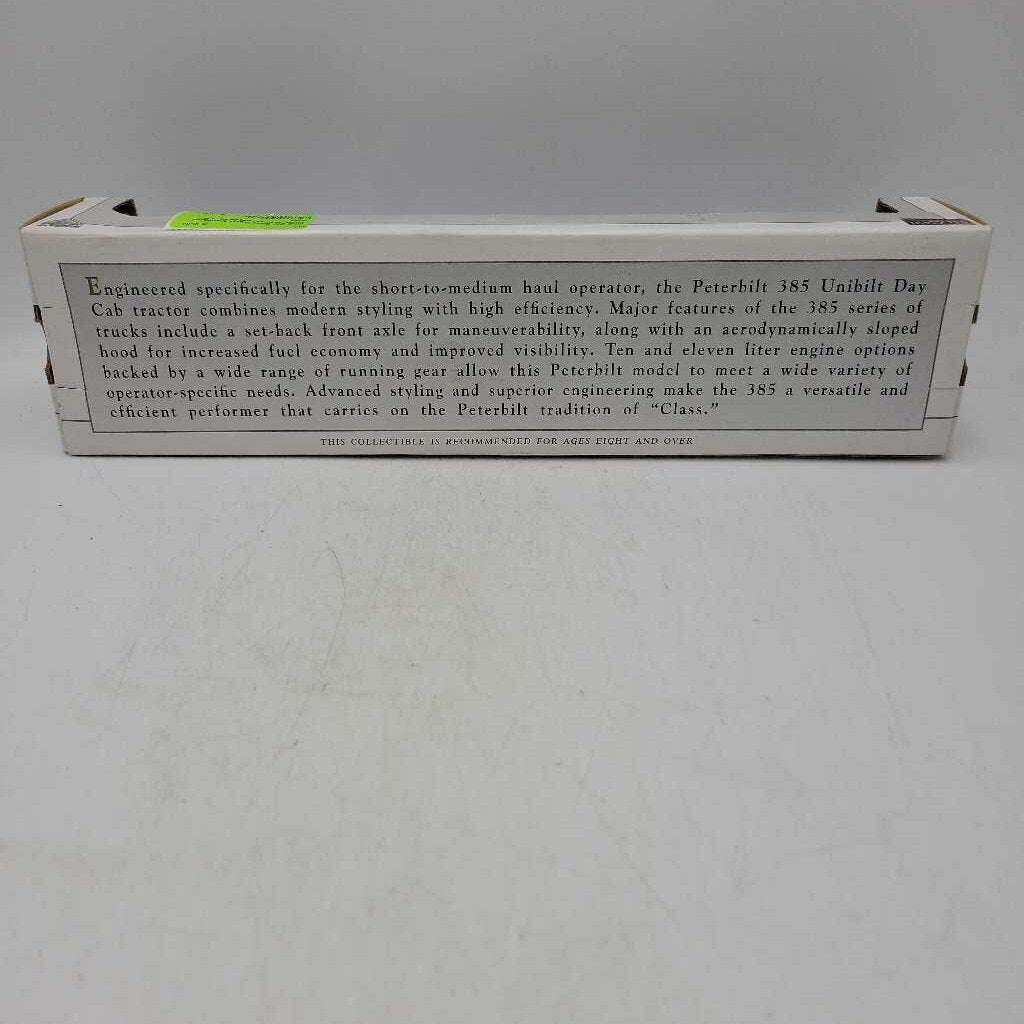 Engineered specifically for the short-to-medium haul operator, the Peterbilt 385 Unibilt Day
Cab tractor combines modern styling with high efficiency. Major features of the 385 series of
trucks include a set-back front axle for maneuverability, along with an aerodynamically sloped
hood for increased fuel economy and improved visibility. Ten and eleven liter engine options
backed by a wide range of running gear allow this Peterbilt model to meet a wide variety of
operator-specific needs. Advanced styling and superior engineering make the 385 a versatile and
efficient performer that carries on the Peterbilt tradition of “Class.”
THIS COLLECTIBLE IS RECOMMENDED FOR AGES EIGHT AND OVER